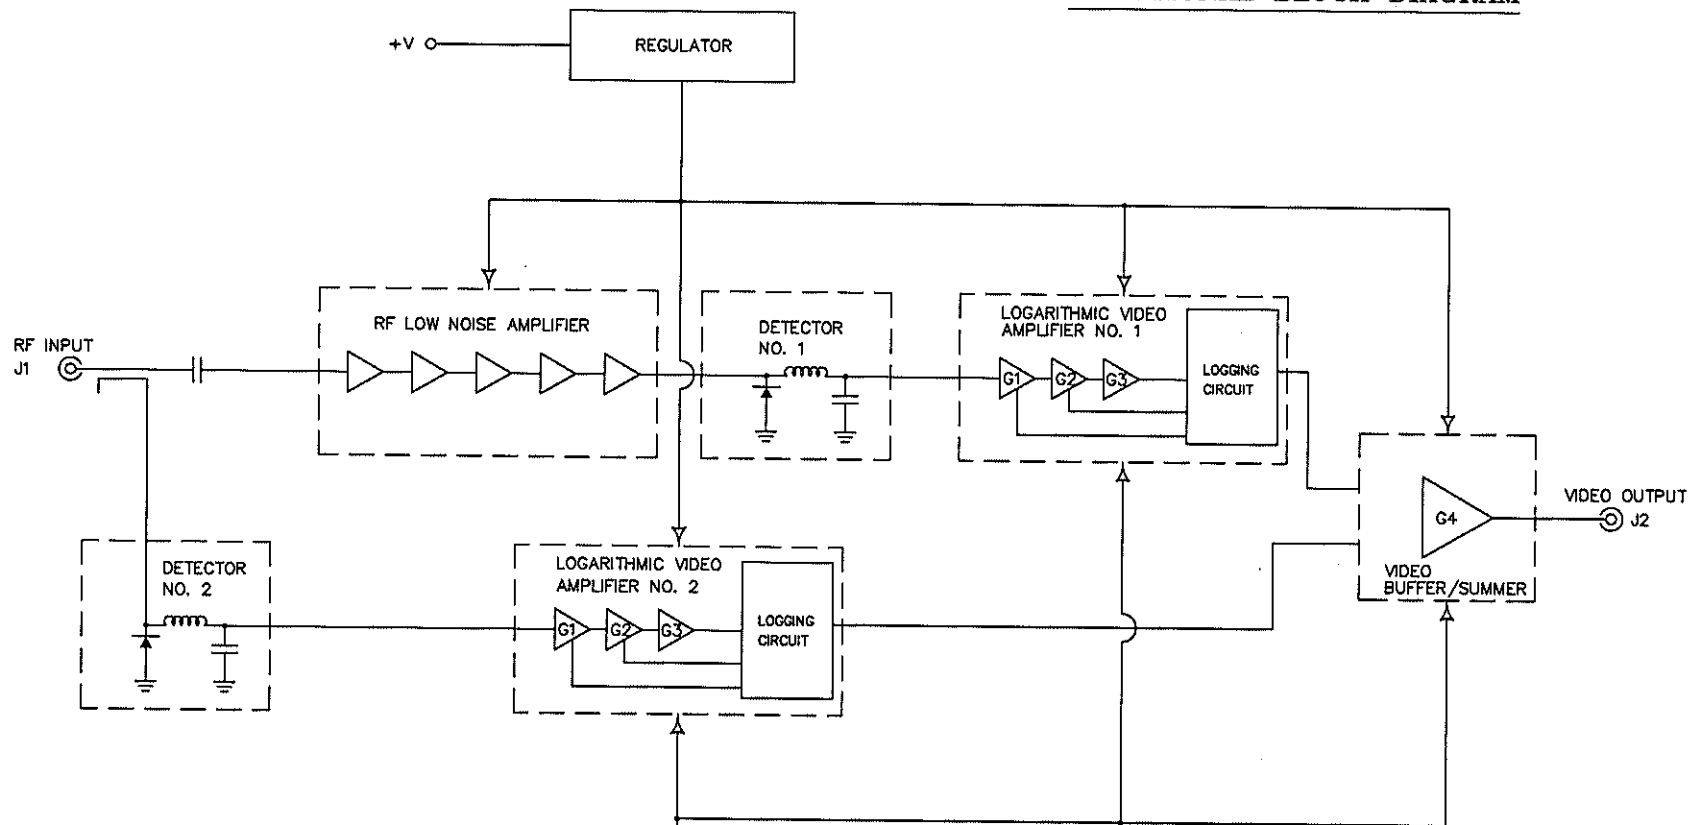 BLOCK DIAGRAM
+V
REGULATOR
RF LOW NOISE AMPLIFIER
DETECTOR
NO. 1
LOGARITHMIC VIDEO
AMPLIFIER NO. 1
LOGGING
CIRCUIT
RF INPUT
J1
G1
G2
G3
VIDEO OUTPUT
J2
G4
VIDEO
BUFFER/SUMMER
DETECTOR
NO. 2
LOGARITHMIC VIDEO
AMPLIFIER NO. 2
LOGGING
CIRCUIT
G1
G2
G3